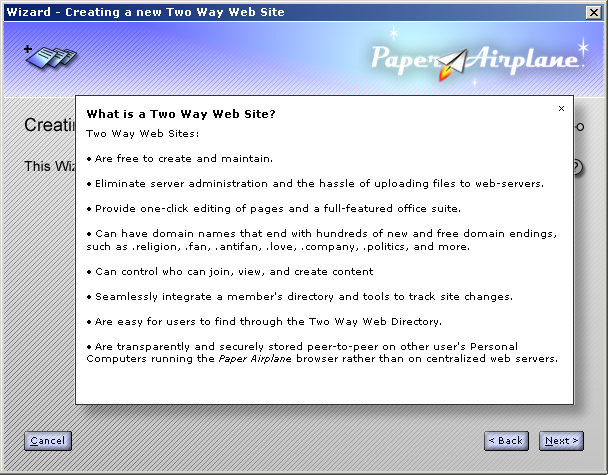 Wizard - Creating a new Two Way Web Site
Paper Airplane
Creati
This Wiz
What is a Two Way Web Site?
Two Way Web Sites:
• Are free to create and maintain.
• Eliminate server administration and the hassle of uploading files to web-servers.
• Provide one-click editing of pages and a full-featured office suite.
• Can have domain names that end with hundreds of new and free domain endings,
such as .religion, .fan, .antifan, .love, .company, .politics, and more.
• Can control who can join, view, and create content
• Seamlessly integrate a member's directory and tools to track site changes.
• Are easy for users to find through the Two Way Web Directory.
• Are transparently and securely stored peer-to-peer on other user's Personal
Computers running the Paper Airplane browser rather than on centralized web servers.
Cancel
< Back
Next >